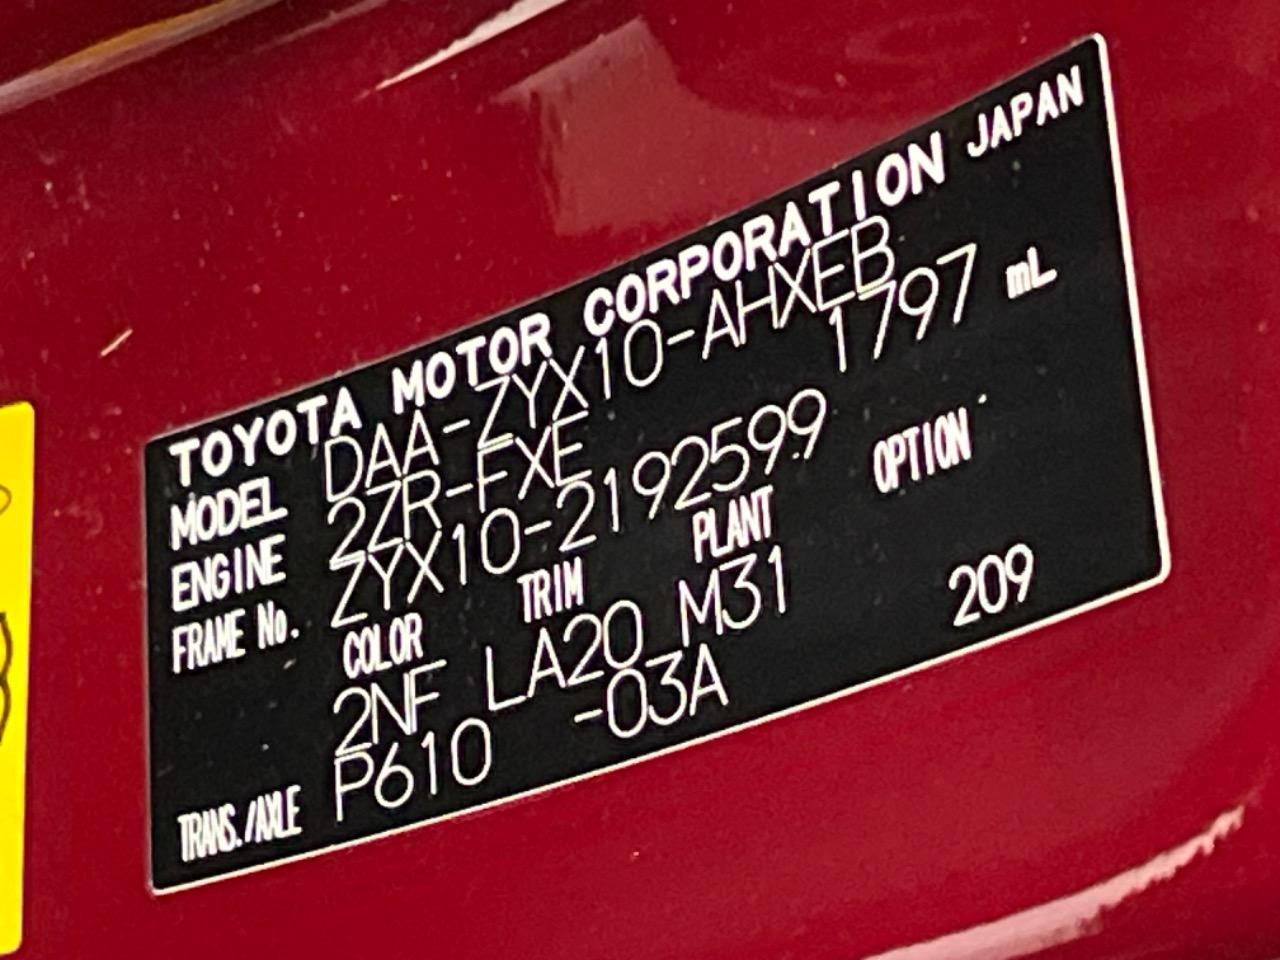 TOYOTA MOTOR CORPORATION JAPAN
MODEL DAA-ZYX10-AHXEB
ENGINE 2ZR-FXE 1797 mL
FRAME No. ZYX10-2192599
COLOR TRIM PLANT OPTION
2NF LA20 M31 209
TRANS./AXLE P610 -03A